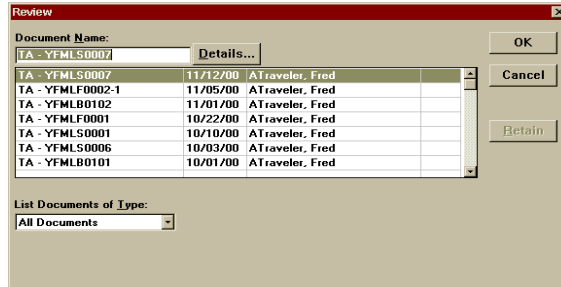 Review
Document Name:
TA - YFMLS0007
Details...
OK
Cancel
Retain
TA - YFMLS0007 11/12/00 ATraveler, Fred
TA - YFMLF0002-1 11/05/00 ATraveler, Fred
TA - YFMLB0102 11/01/00 ATraveler, Fred
TA - YFMLF0001 10/22/00 ATraveler, Fred
TA - YFMLS0001 10/10/00 ATraveler, Fred
TA - YFMLS0006 10/03/00 ATraveler, Fred
TA - YFMLB0101 10/01/00 ATraveler, Fred
List Documents of Type:
All Documents